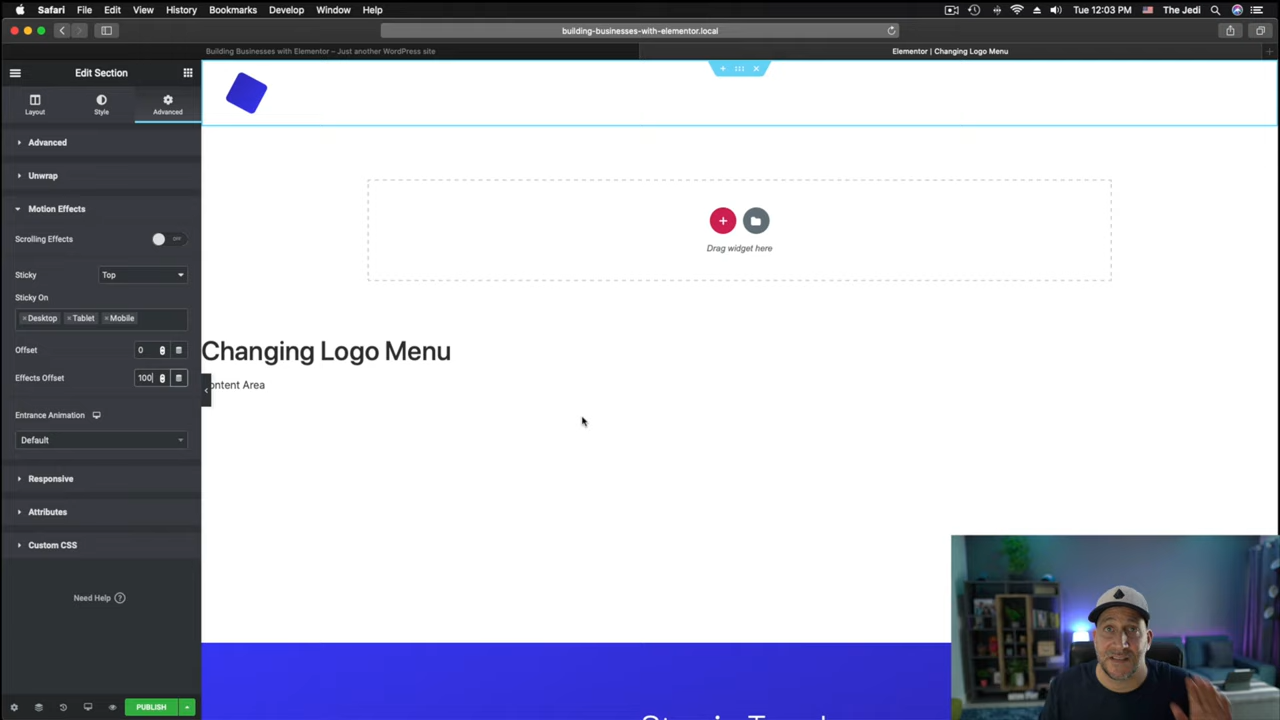 Safari File Edit View History Bookmarks Develop Window Help Tue 12:03 PM The Jedi
building-businesses-with-elementor.local
Building Businesses with Elementor – Just another WordPress site
Elementor | Changing Logo Menu
Edit Section
Layout Style Advanced
Advanced
Unwrap
Motion Effects
Scrolling Effects OFF
Sticky Top
Sticky On
× Desktop × Tablet × Mobile
Offset 0
Effects Offset 100
Entrance Animation
Default
Responsive
Attributes
Custom CSS
Need Help ?
PUBLISH
Drag widget here
Changing Logo Menu
ontent Area